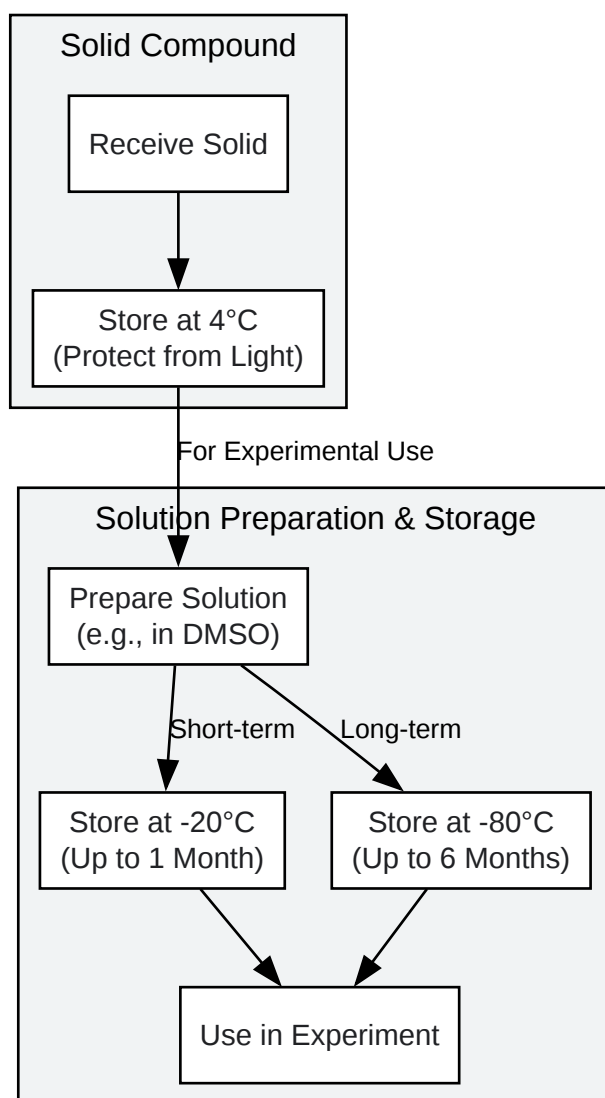 Solid Compound
Receive Solid
Store at 4°C
(Protect from Light)
For Experimental Use
Solution Preparation & Storage
Prepare Solution
(e.g., in DMSO)
Short-term
Long-term
Store at -20°C
(Up to 1 Month)
Store at -80°C
(Up to 6 Months)
Use in Experiment